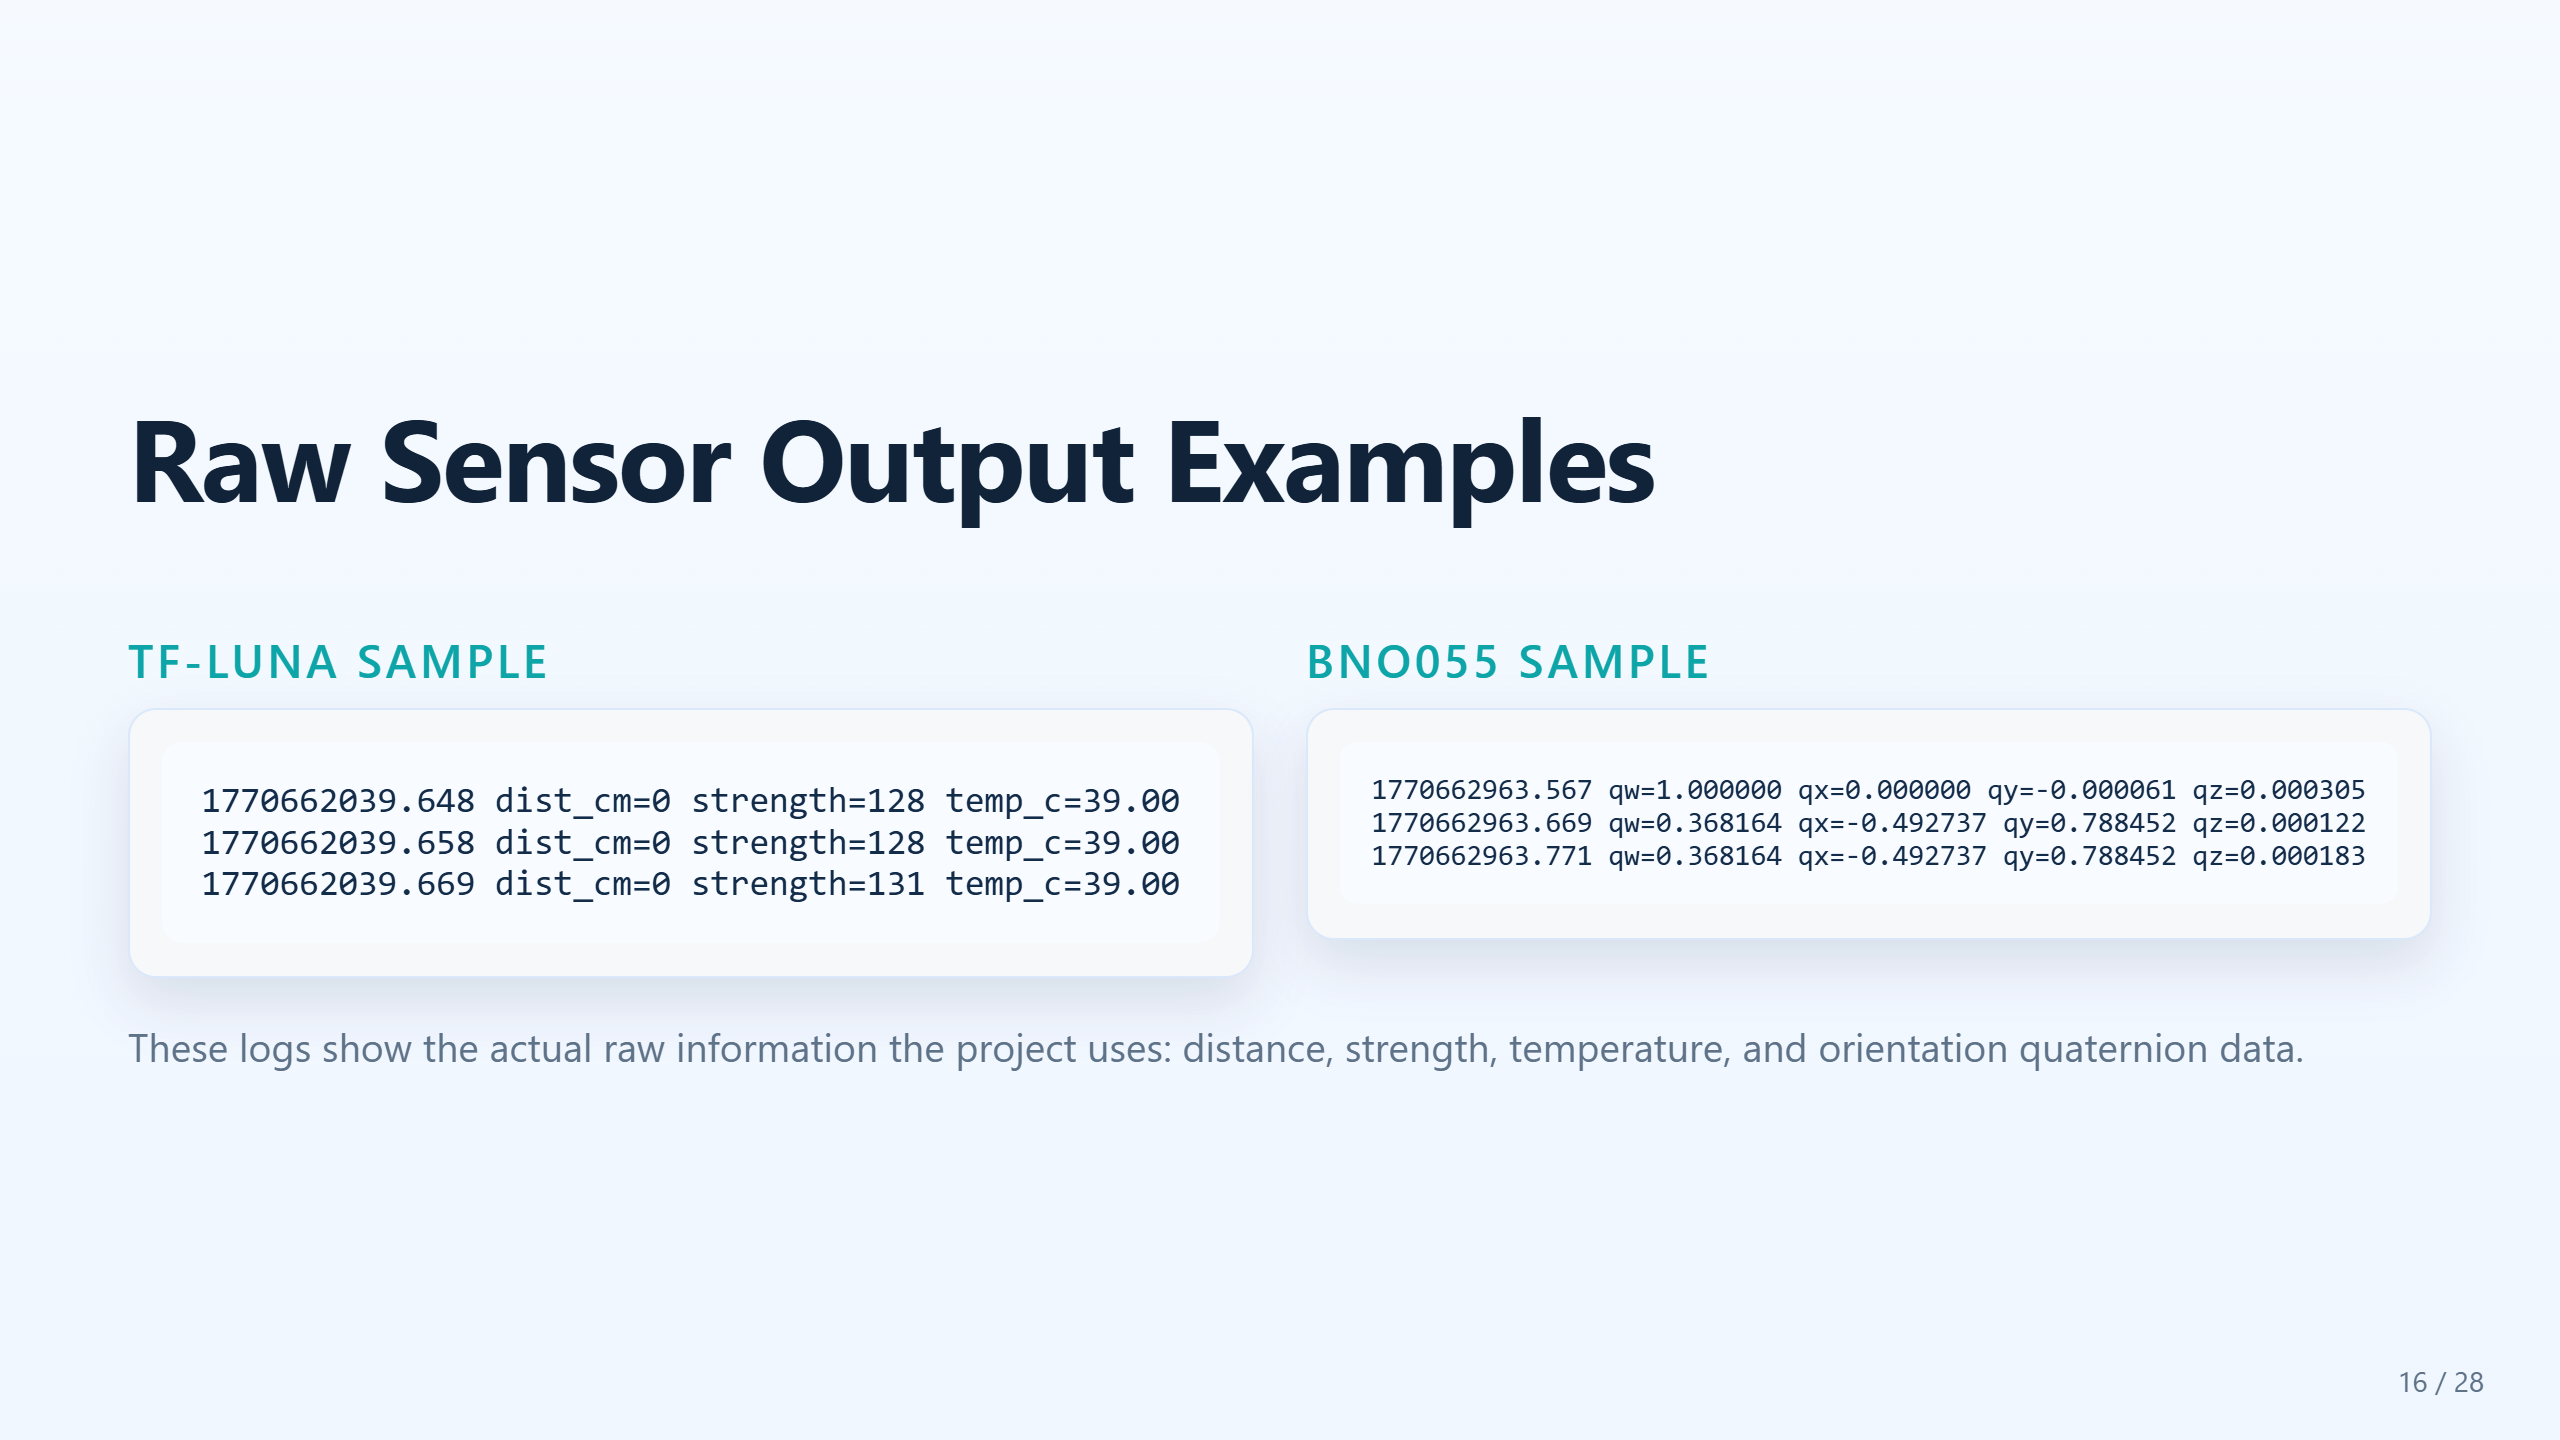 Raw Sensor Output Examples
TF-LUNA SAMPLE
1770662039.648 dist_cm=0 strength=128 temp_c=39.00
1770662039.658 dist_cm=0 strength=128 temp_c=39.00
1770662039.669 dist_cm=0 strength=131 temp_c=39.00
BNO055 SAMPLE
1770662963.567 qw=1.000000 qx=0.000000 qy=-0.000061 qz=0.000305
1770662963.669 qw=0.368164 qx=-0.492737 qy=0.788452 qz=0.000122
1770662963.771 qw=0.368164 qx=-0.492737 qy=0.788452 qz=0.000183
These logs show the actual raw information the project uses: distance, strength, temperature, and orientation quaternion data.
16 / 28